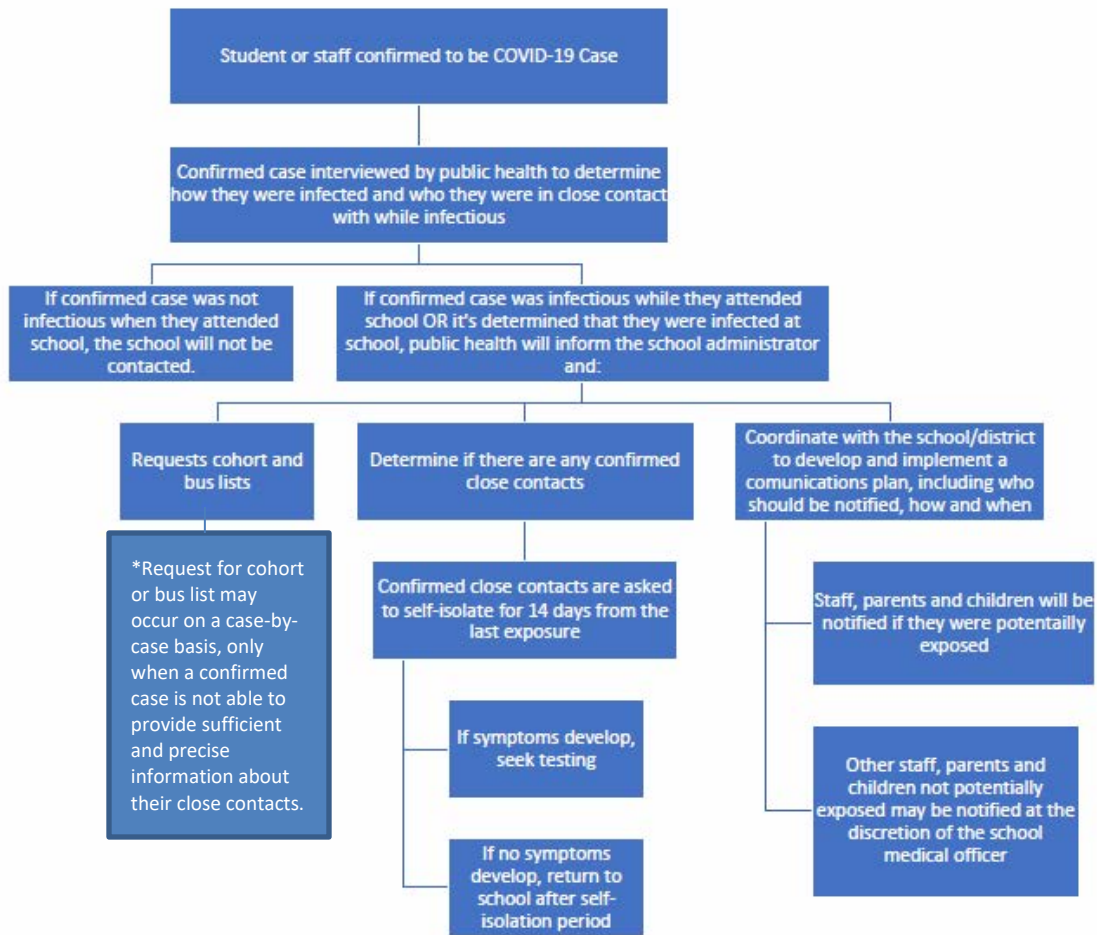 Student or staff confirmed to be COVID-19 Case
Confirmed case interviewed by public health to determine
how they were infected and who they were in close contact
with while infectious
If confirmed case was not
infectious when they attended
school, the school will not be
contacted.
If confirmed case was infectious while they attended
school OR it's determined that they were infected at
school, public health will inform the school administrator
and:
Requests cohort and
bus lists
*Request for cohort
or bus list may
occur on a case-by-
case basis, only
when a confirmed
case is not able to
provide sufficient
and precise
information about
their close contacts.
Determine if there are any confirmed
close contacts
Confirmed close contacts are asked
to self-isolate for 14 days from the
last exposure
If symptoms develop,
seek testing
If no symptoms
develop, return to
school after self-
isolation period
Coordinate with the school/district
to develop and implement a
comunications plan, including who
should be notified, how and when
Staff, parents and children will be
notified if they were potentailly
exposed
Other staff, parents and
children not potentially
exposed may be notified at the
discretion of the school
medical officer